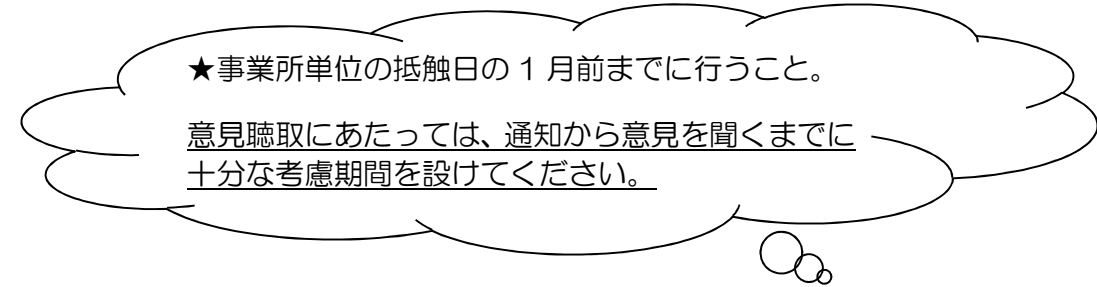 ★事業所単位の抵触日の 1 月前までに行うこと。
意見聴取にあたっては、通知から意見を聞くまでに
十分な考慮期間を設けてください。